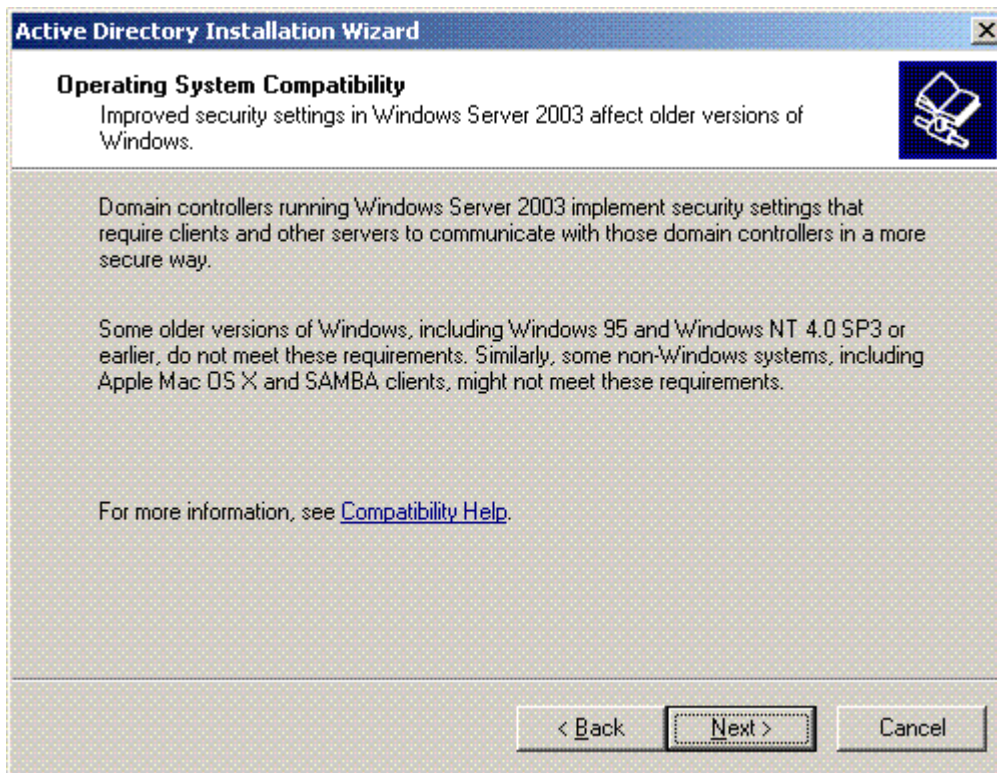 Active Directory Installation Wizard
Operating System Compatibility
Improved security settings in Windows Server 2003 affect older versions of
Windows.
Domain controllers running Windows Server 2003 implement security settings that
require clients and other servers to communicate with those domain controllers in a more
secure way.
Some older versions of Windows, including Windows 95 and Windows NT 4.0 SP3 or
earlier, do not meet these requirements. Similarly, some non-Windows systems, including
Apple Mac OS X and SAMBA clients, might not meet these requirements.
For more information, see Compatibility Help.
< Back Next > Cancel